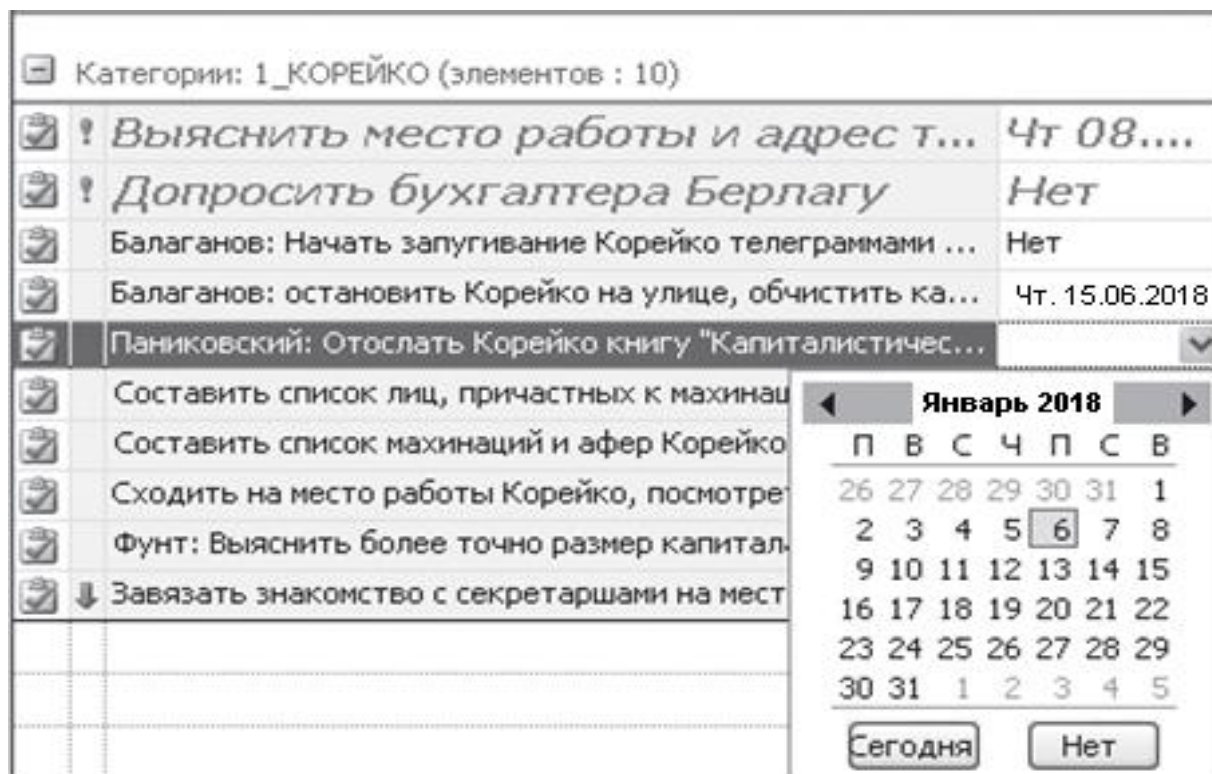 Категории: 1_КОРЕЙКО (элементов : 10)
! Выяснить место работы и адрес т... Чт 08....
! Допросить бухгалтера Берлагу Нет
Балаганов: Начать запугивание Корейко телеграммами ... Нет
Балаганов: остановить Корейко на улице, обчистить ка... Чт. 15.06.2018
Паниковский: Отослать Корейко книгу "Капиталистичес...
Составить список лиц, причастных к махинац
Составить список махинаций и афер Корейко
Сходить на место работы Корейко, посмотрет
Фунт: Выяснить более точно размер капитал
Завязать знакомство с секретаршами на мест
Январь 2018
П В С Ч П С В
26 27 28 29 30 31 1
2 3 4 5 6 7 8
9 10 11 12 13 14 15
16 17 18 19 20 21 22
23 24 25 26 27 28 29
30 31 1 2 3 4 5
Сегодня Нет